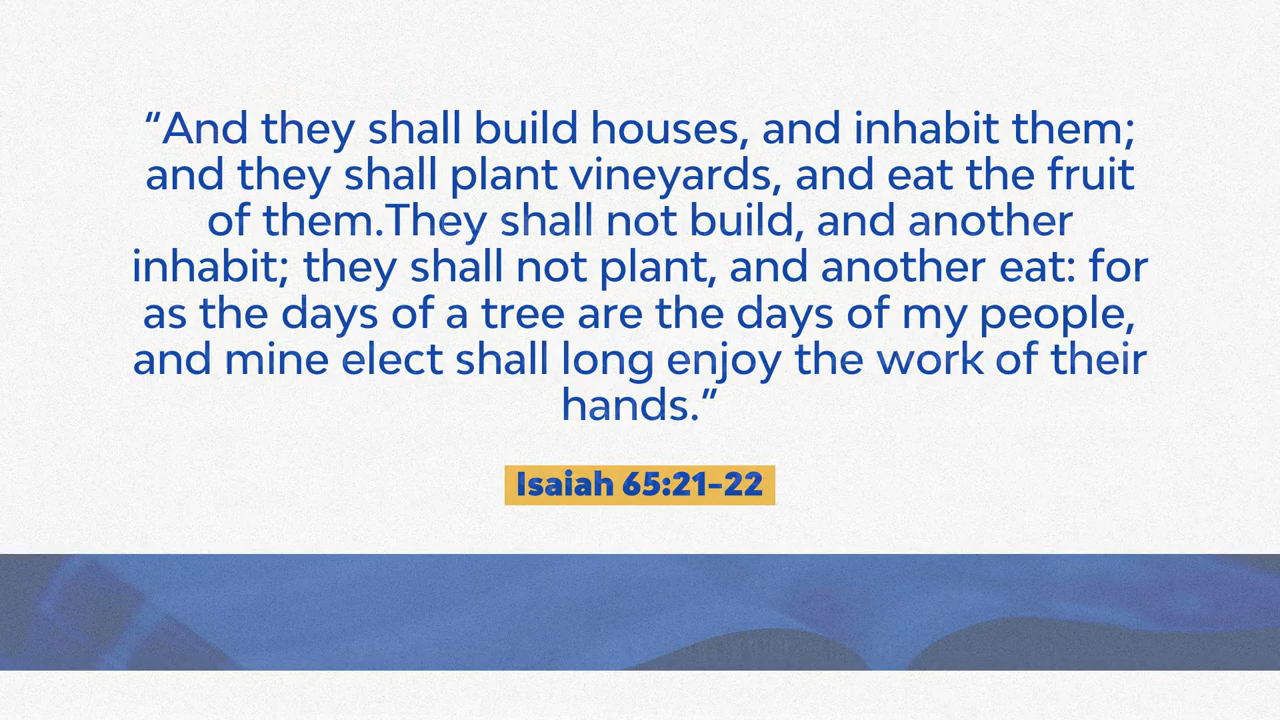 “And they shall build houses, and inhabit them;
and they shall plant vineyards, and eat the fruit
of them.They shall not build, and another
inhabit; they shall not plant, and another eat: for
as the days of a tree are the days of my people,
and mine elect shall long enjoy the work of their
hands.”
Isaiah 65:21–22